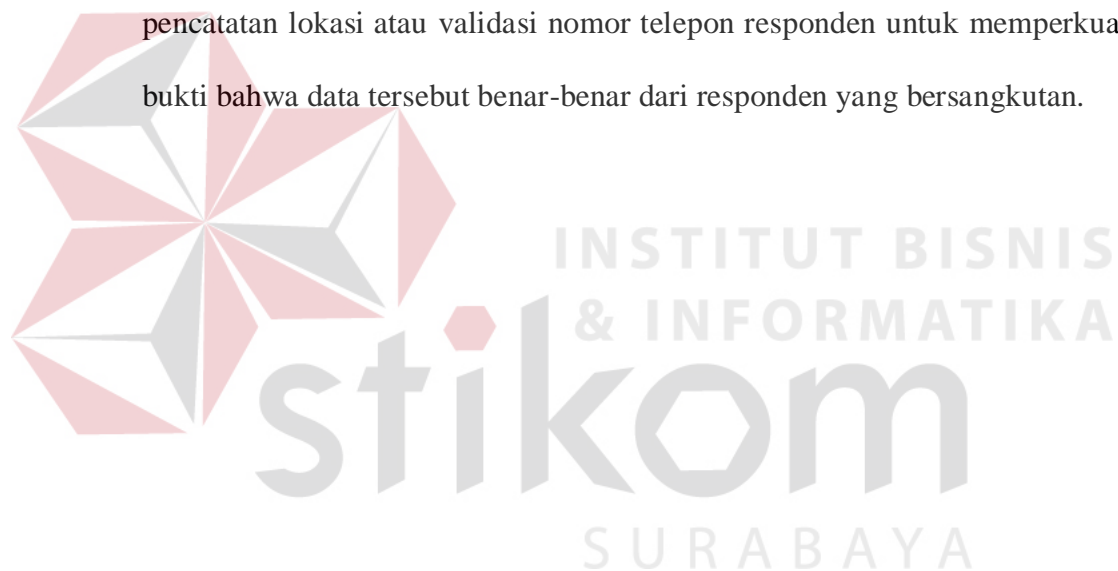 pencatatan lokasi atau validasi nomor telepon responden untuk memperkua
bukti bahwa data tersebut benar-benar dari responden yang bersangkutan.
INSTITUT BISNIS
& INFORMATIKA
stikom
SURABAYA